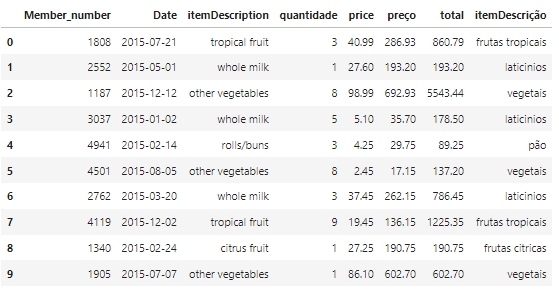 Member_number Date itemDescription quantidade price preço total itemDescrição
0 1808 2015-07-21 tropical fruit 3 40.99 286.93 860.79 frutas tropicais
1 2552 2015-05-01 whole milk 1 27.60 193.20 193.20 laticinios
2 1187 2015-12-12 other vegetables 8 98.99 692.93 5543.44 vegetais
3 3037 2015-01-02 whole milk 5 5.10 35.70 178.50 laticinios
4 4941 2015-02-14 rolls/buns 3 4.25 29.75 89.25 pão
5 4501 2015-08-05 other vegetables 8 2.45 17.15 137.20 vegetais
6 2762 2015-03-20 whole milk 3 37.45 262.15 786.45 laticinios
7 4119 2015-12-02 tropical fruit 9 19.45 136.15 1225.35 frutas tropicais
8 1340 2015-02-24 citrus fruit 1 27.25 190.75 190.75 frutas citricas
9 1905 2015-07-07 other vegetables 1 86.10 602.70 602.70 vegetais